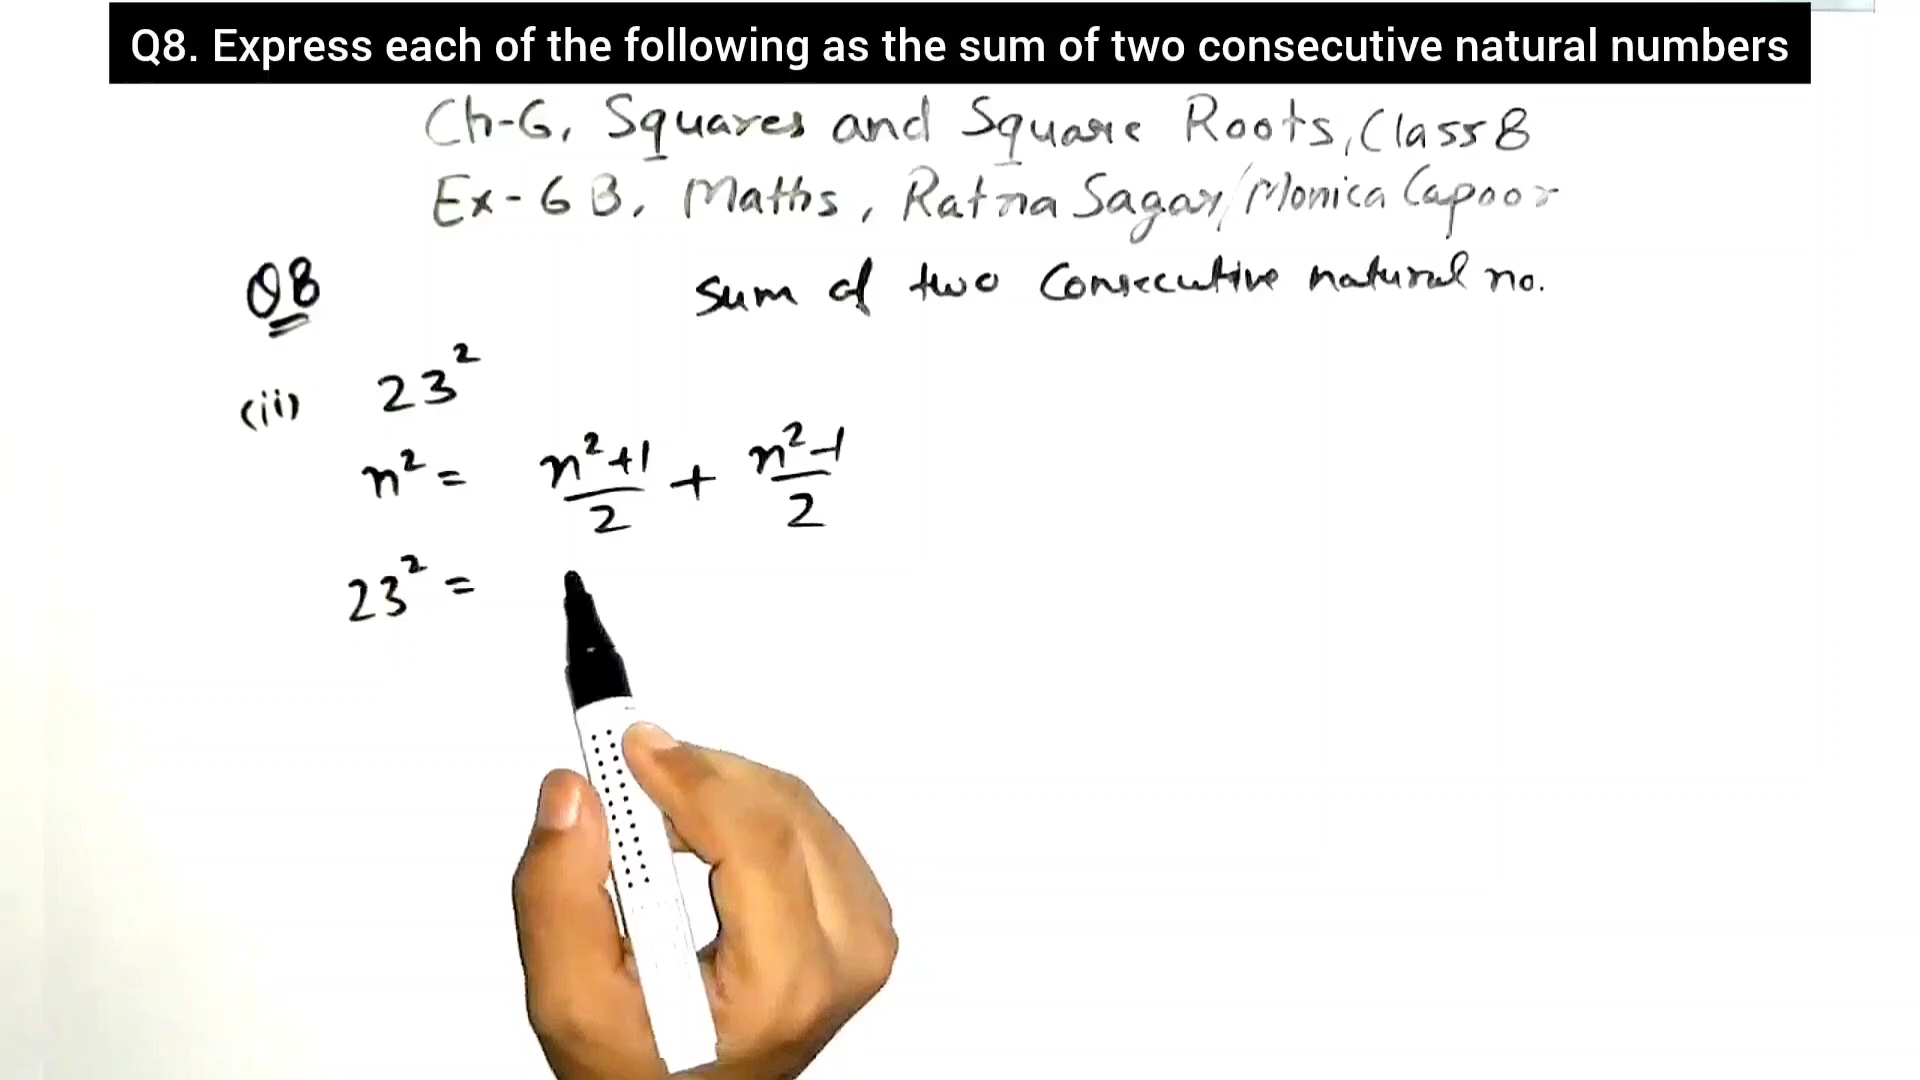 Q8. Express each of the following as the sum of two consecutive natural numbers
Ch-6, Squares and Square Roots, Class 8
Ex-6B, Maths, Ratna Sagar/Monica Capoor
Q8 sum of two consecutive natural no.
(ii) 23²
n² = n²+1/2 + n²-1/2
23² =